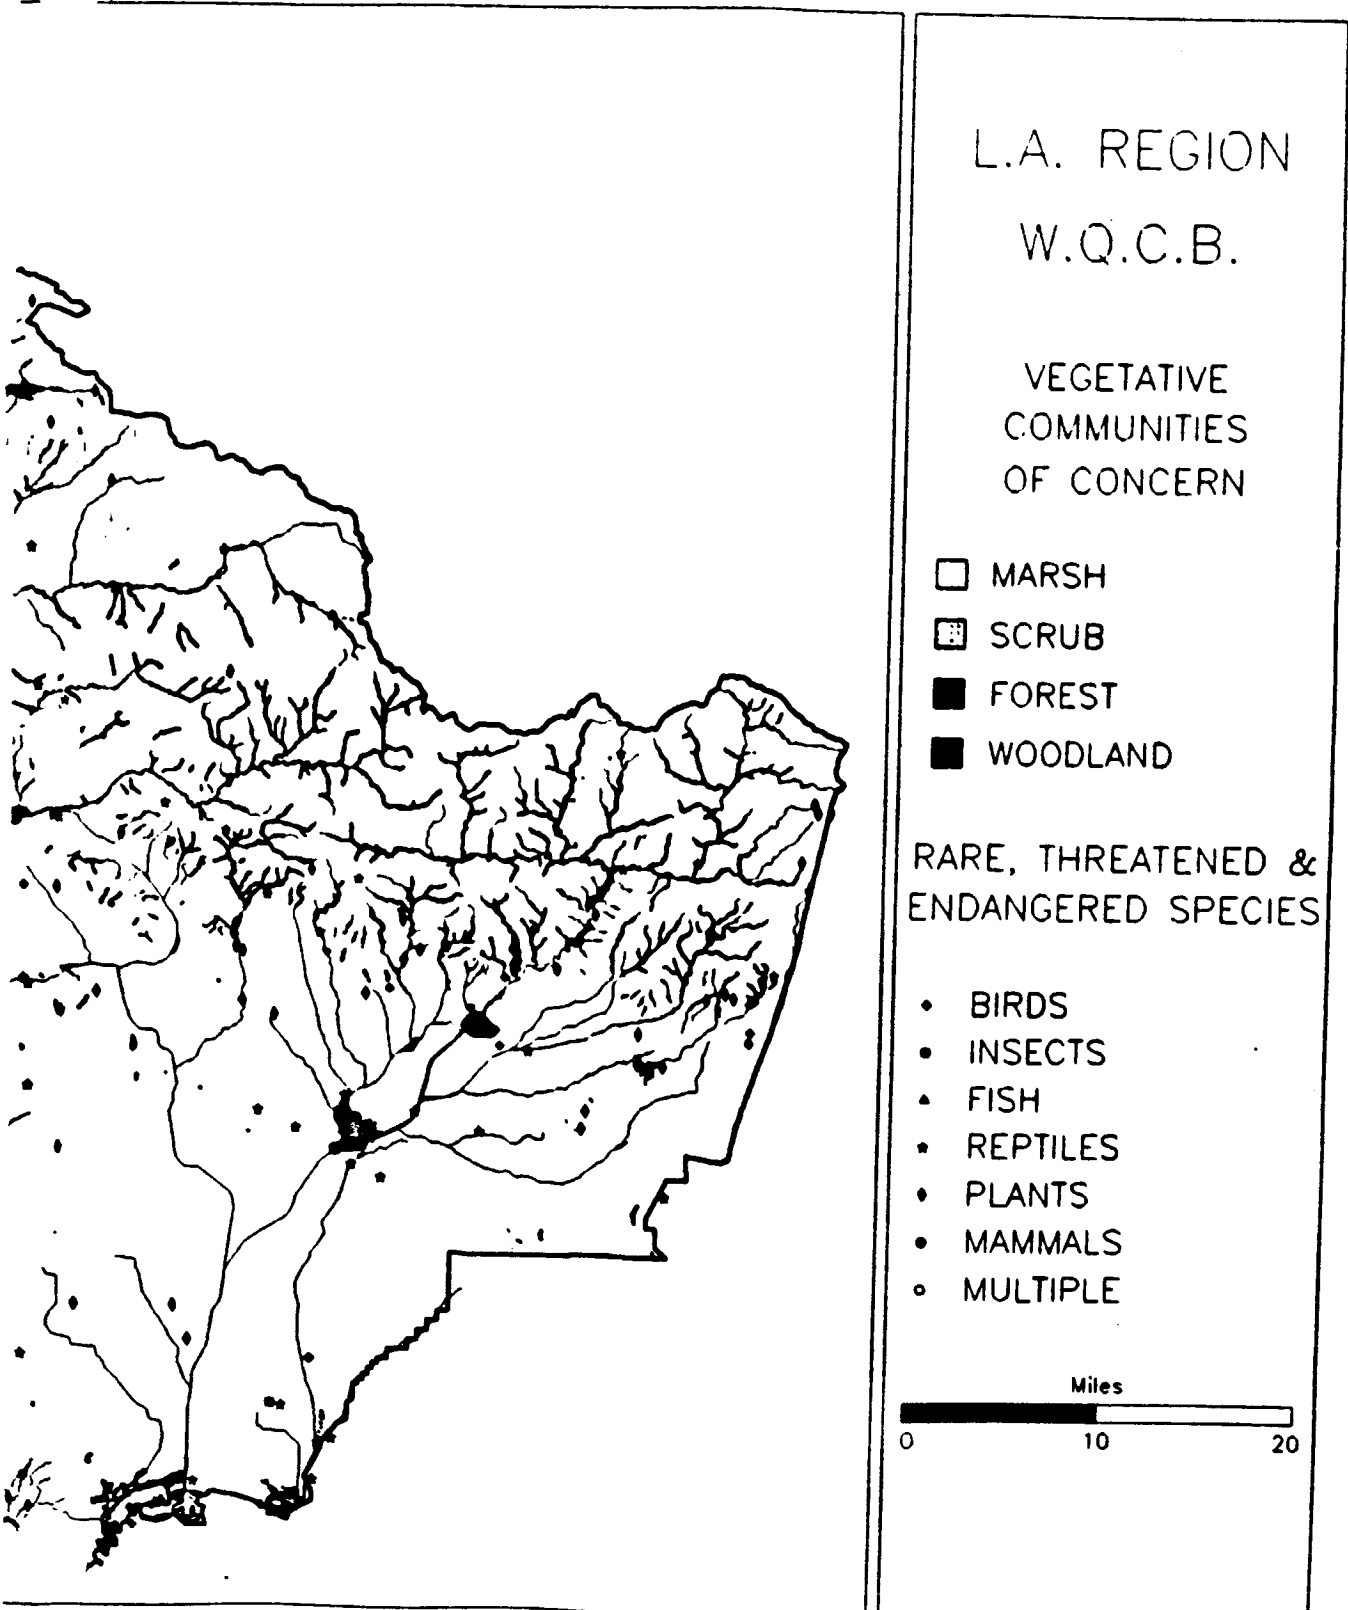 L.A. REGION
W.Q.C.B.
VEGETATIVE
COMMUNITIES
OF CONCERN
MARSH
SCRUB
FOREST
WOODLAND
RARE, THREATENED &
ENDANGERED SPECIES
BIRDS
INSECTS
FISH
REPTILES
PLANTS
MAMMALS
MULTIPLE
Miles
0 10 20